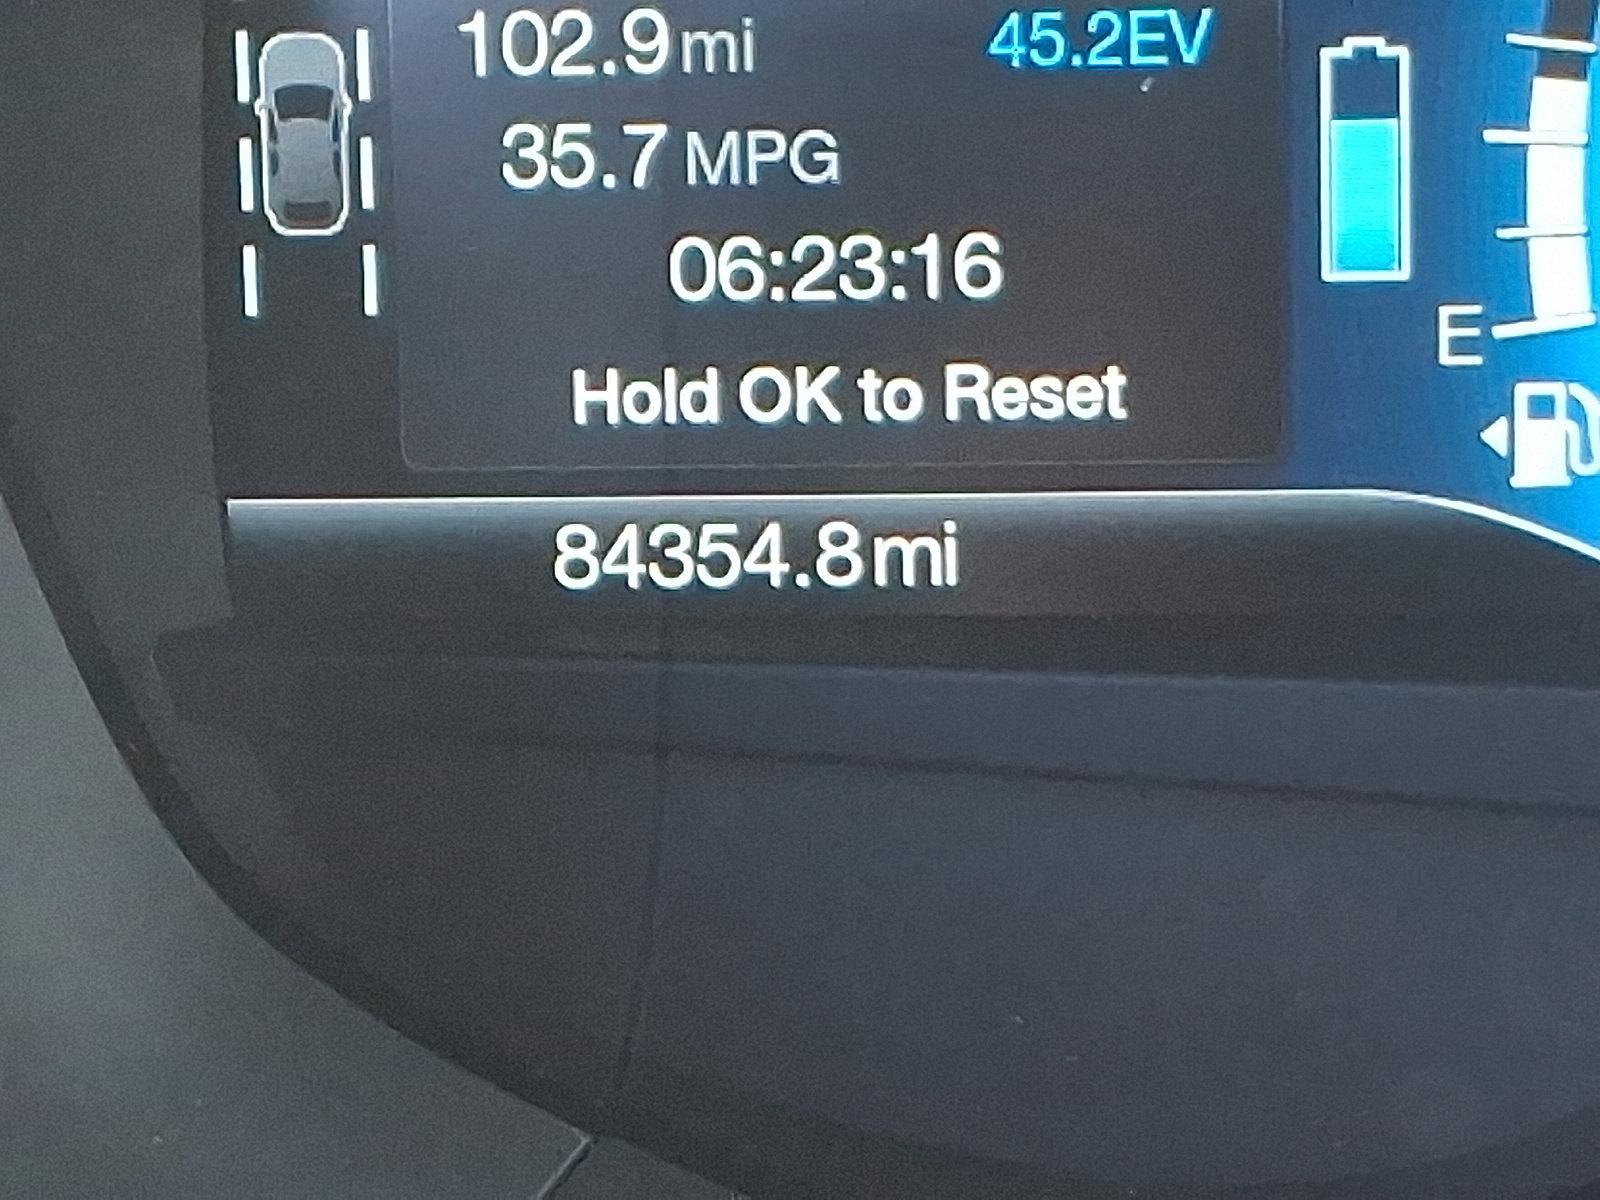 102.9mi 45.2EV
35.7 MPG
06:23:16
Hold OK to Reset
E
84354.8mi